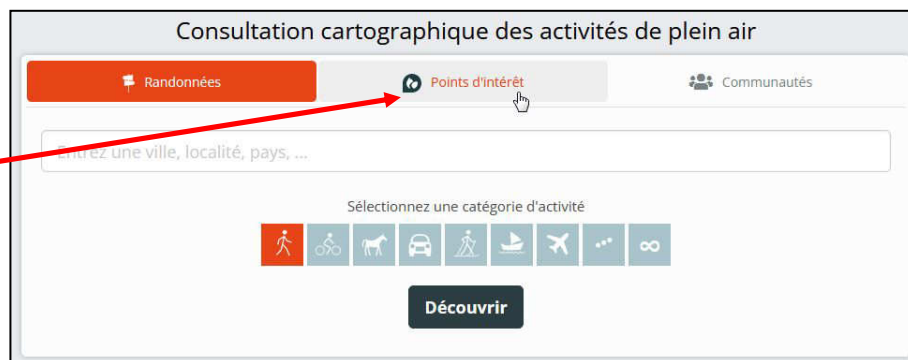 Consultation cartographique des activités de plein air
Randonnées
Points d'intérêt
Communautés
Entrez une ville, localité, pays, ...
Sélectionnez une catégorie d'activité
Découvrir